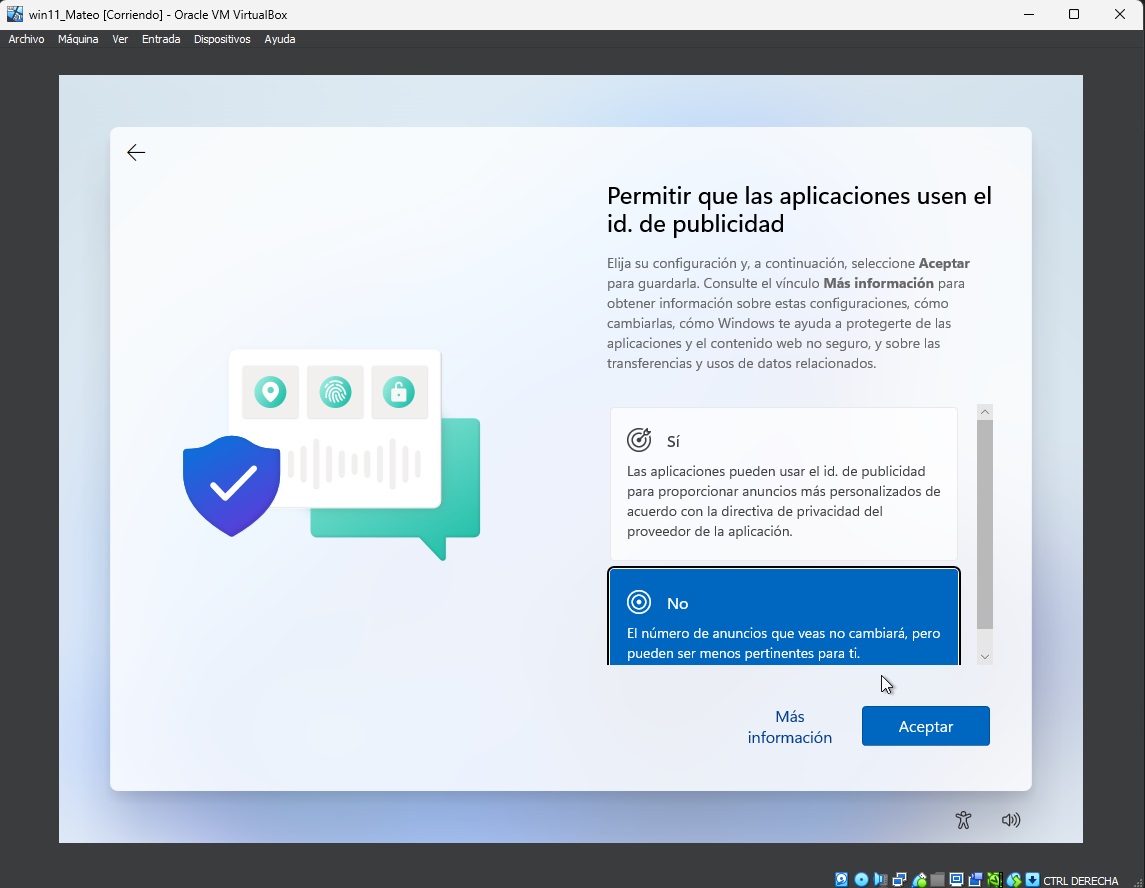 win11_Mateo [Corriendo] - Oracle VM VirtualBox
Archivo Máquina Ver Entrada Dispositivos Ayuda
Permitir que las aplicaciones usen el
id. de publicidad
Elija su configuración y, a continuación, seleccione Aceptar
para guardarla. Consulte el vínculo Más información para
obtener información sobre estas configuraciones, cómo
cambiarlas, cómo Windows te ayuda a protegerte de las
aplicaciones y el contenido web no seguro, y sobre las
transferencias y usos de datos relacionados.
Sí
Las aplicaciones pueden usar el id. de publicidad
para proporcionar anuncios más personalizados de
acuerdo con la directiva de privacidad del
proveedor de la aplicación.
No
El número de anuncios que veas no cambiará, pero
pueden ser menos pertinentes para ti.
Más
información
Aceptar
CTRL DERECHA